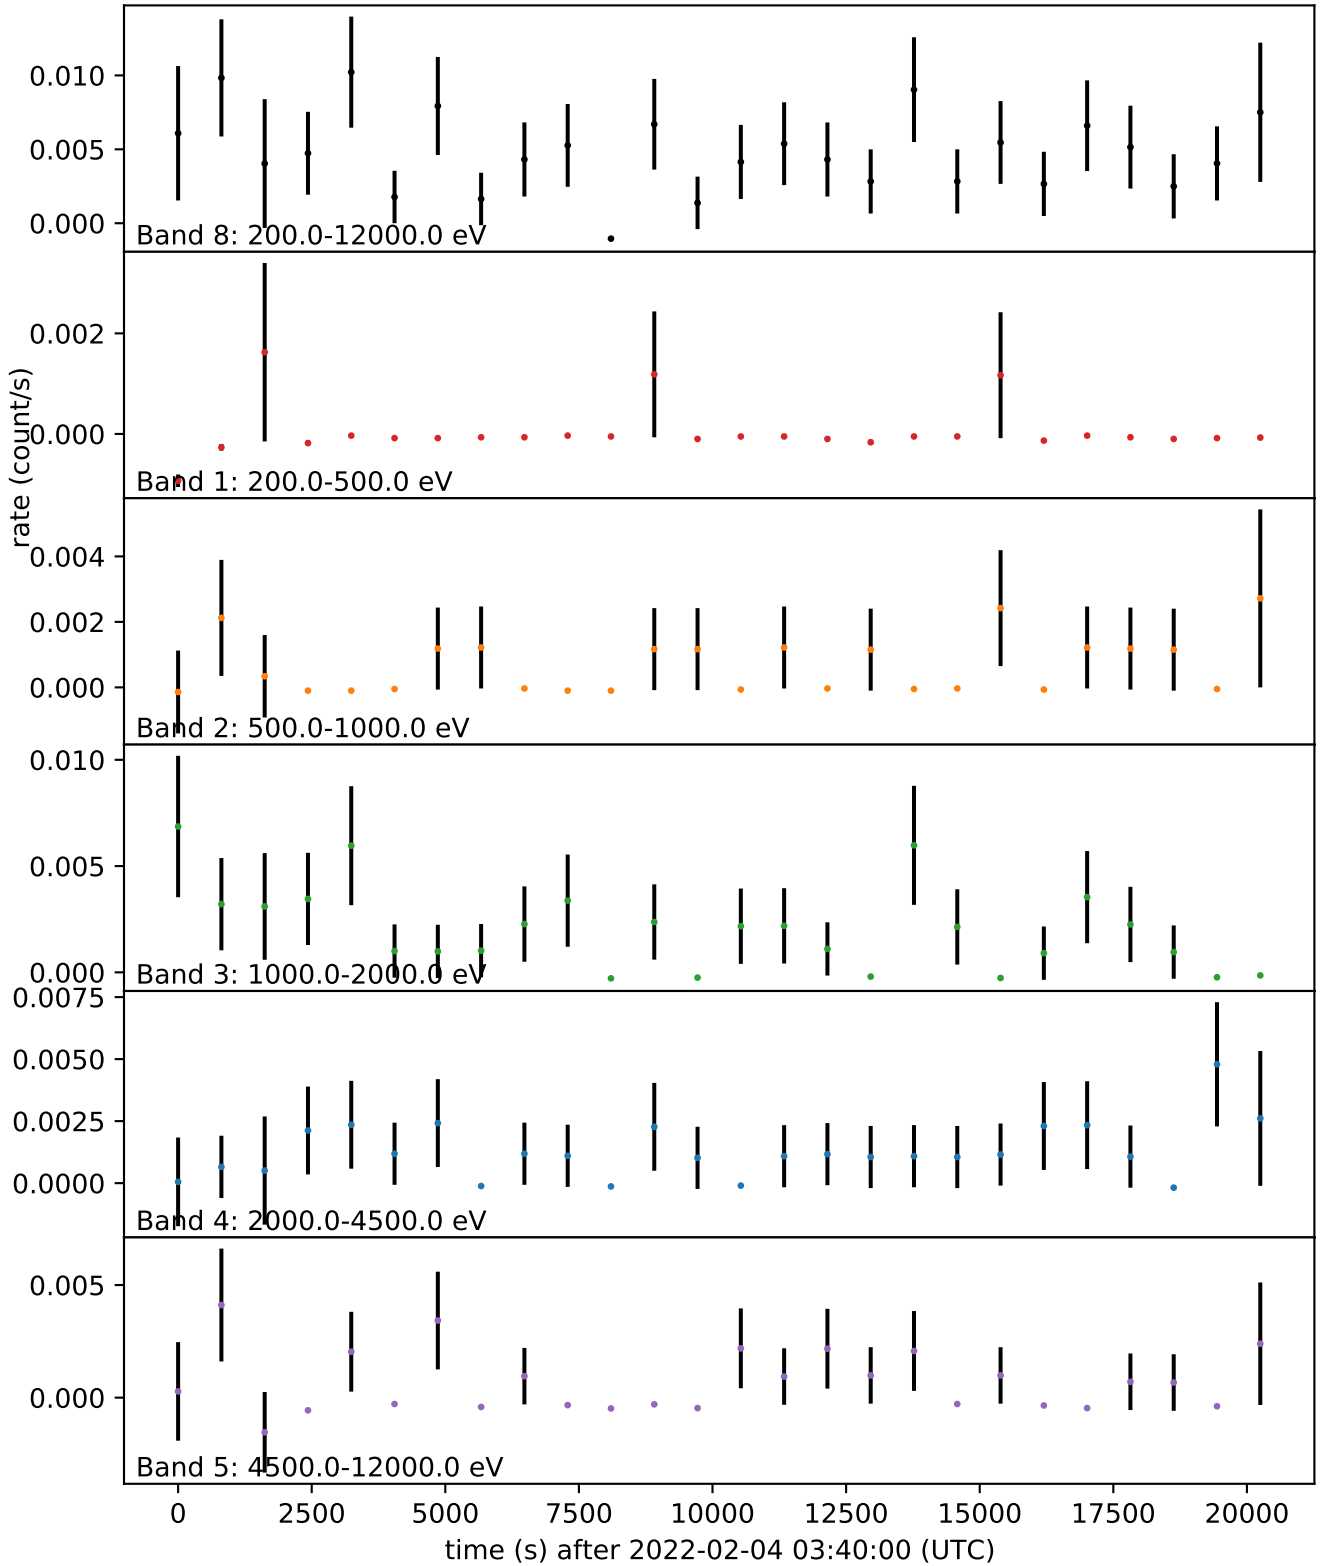 0.010
0.005
0.000
Band 8: 200.0-12000.0 eV
0.002
0.000
Band 1: 200.0-500.0 eV
rate (count/s)
0.004
0.002
0.000
Band 2: 500.0-1000.0 eV
0.010
0.005
0.000
Band 3: 1000.0-2000.0 eV
0.0075
0.0050
0.0025
0.0000
Band 4: 2000.0-4500.0 eV
0.005
0.000
Band 5: 4500.0-12000.0 eV
0 2500 5000 7500 10000 12500 15000 17500 20000
time (s) after 2022-02-04 03:40:00 (UTC)